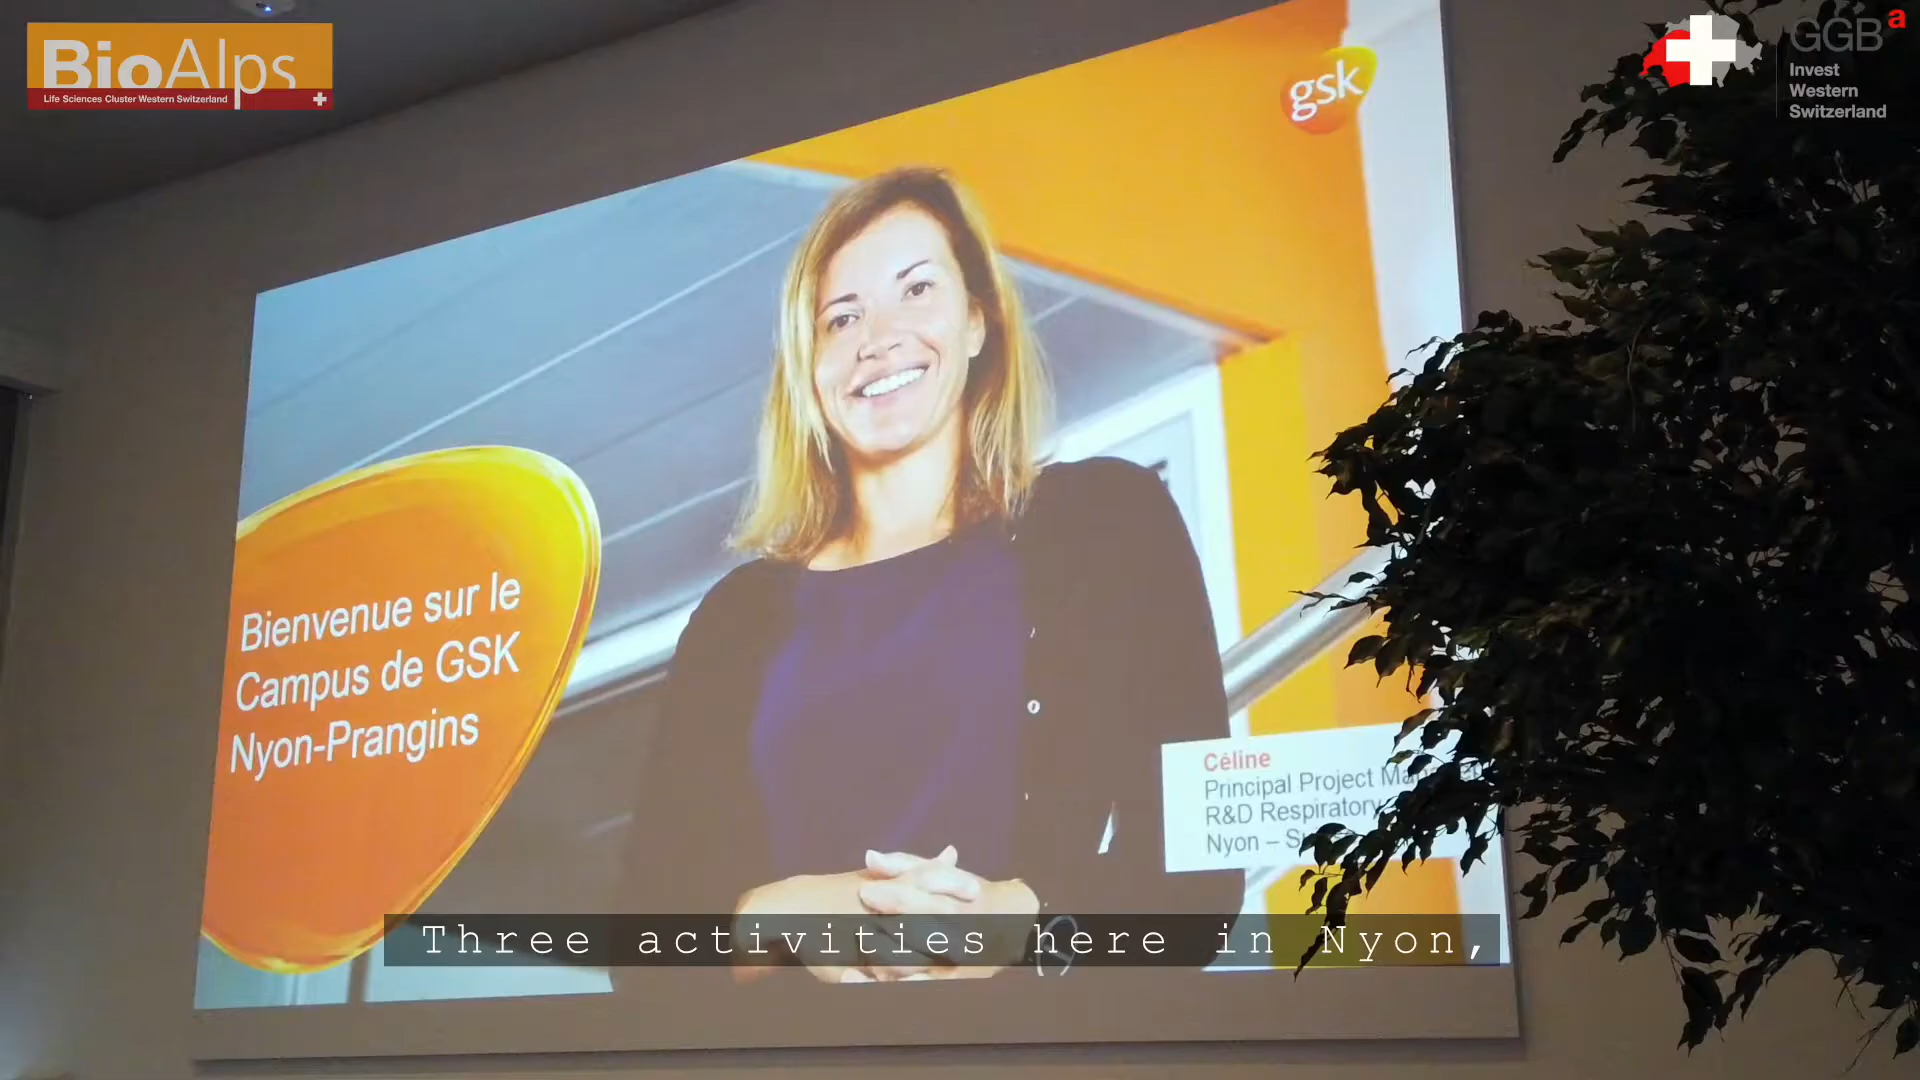 BioAlps
Life Sciences Cluster Western Switzerland
GGBa
Invest
Western
Switzerland
gsk
Bienvenue sur le
Campus de GSK
Nyon-Prangins
Céline
Principal Project
R&D Respiratory
Nyon –
Three activities here in Nyon,